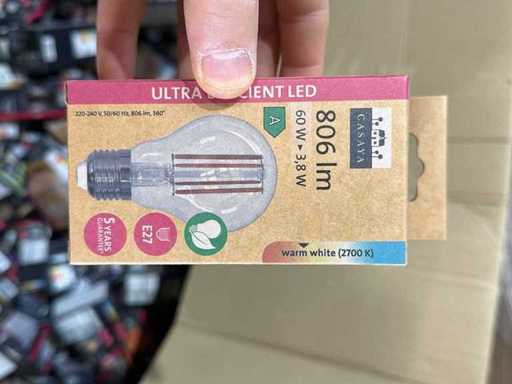 ULTRA EFFICIENT LED
220-240 V, 50/60 Hz, 806 lm, 360°
CASAYA
806 lm
60 W ▸ 3,8 W
A
5 YEARS
GUARANTEE*
E27
warm white (2700 K)